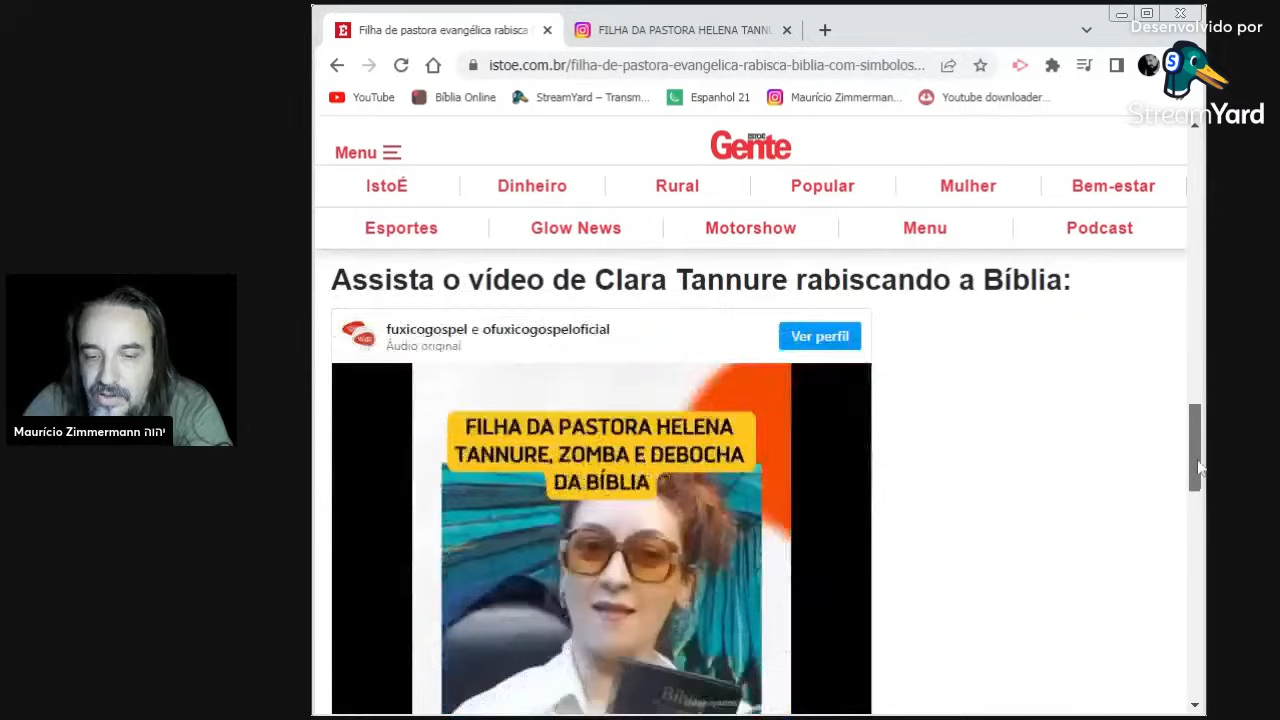 Filha de pastora evangélica rabisca
FILHA DA PASTORA HELENA TANNU
Desenvolvido por
StreamYard
istoe.com.br/filha-de-pastora-evangelica-rabisca-biblia-com-simbolos...
YouTube
Bíblia Online
StreamYard – Transm...
Espanhol 21
Maurício Zimmerman...
Youtube downloader...
Menu
ISTOÉ
Gente
IstoÉ
Dinheiro
Rural
Popular
Mulher
Bem-estar
Esportes
Glow News
Motorshow
Menu
Podcast
Assista o vídeo de Clara Tannure rabiscando a Bíblia:
fuxicogospel e ofuxicogospeloficial
Áudio original
Ver perfil
FILHA DA PASTORA HELENA
TANNURE, ZOMBA E DEBOCHA
DA BÍBLIA
Maurício Zimmermann יהוה